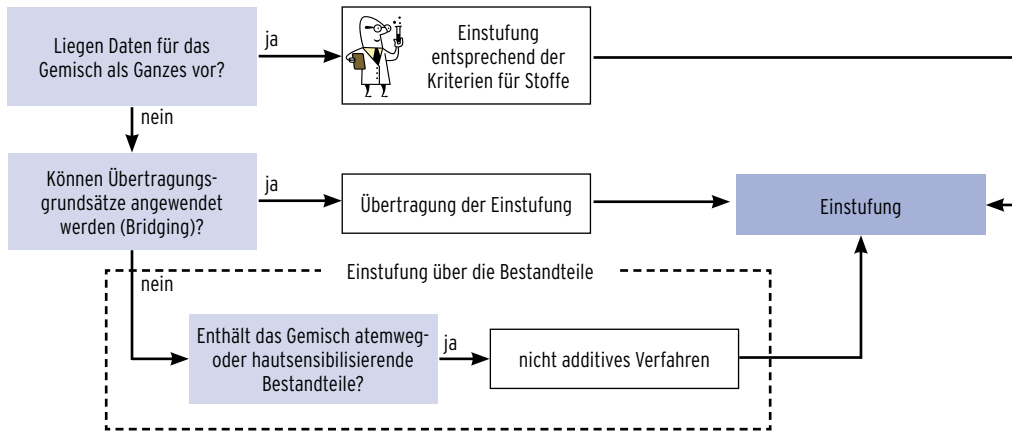 Liegen Daten für das
Gemisch als Ganzes vor?
ja
Einstufung
entsprechend der
Kriterien für Stoffe
nein
Können Übertragungs-
grundsätze angewendet
werden (Bridging)?
ja
Übertragung der Einstufung
Einstufung
nein
Einstufung über die Bestandteile
Enthält das Gemisch atemweg-
oder hautsensibilisierende
Bestandteile?
ja
nicht additives Verfahren